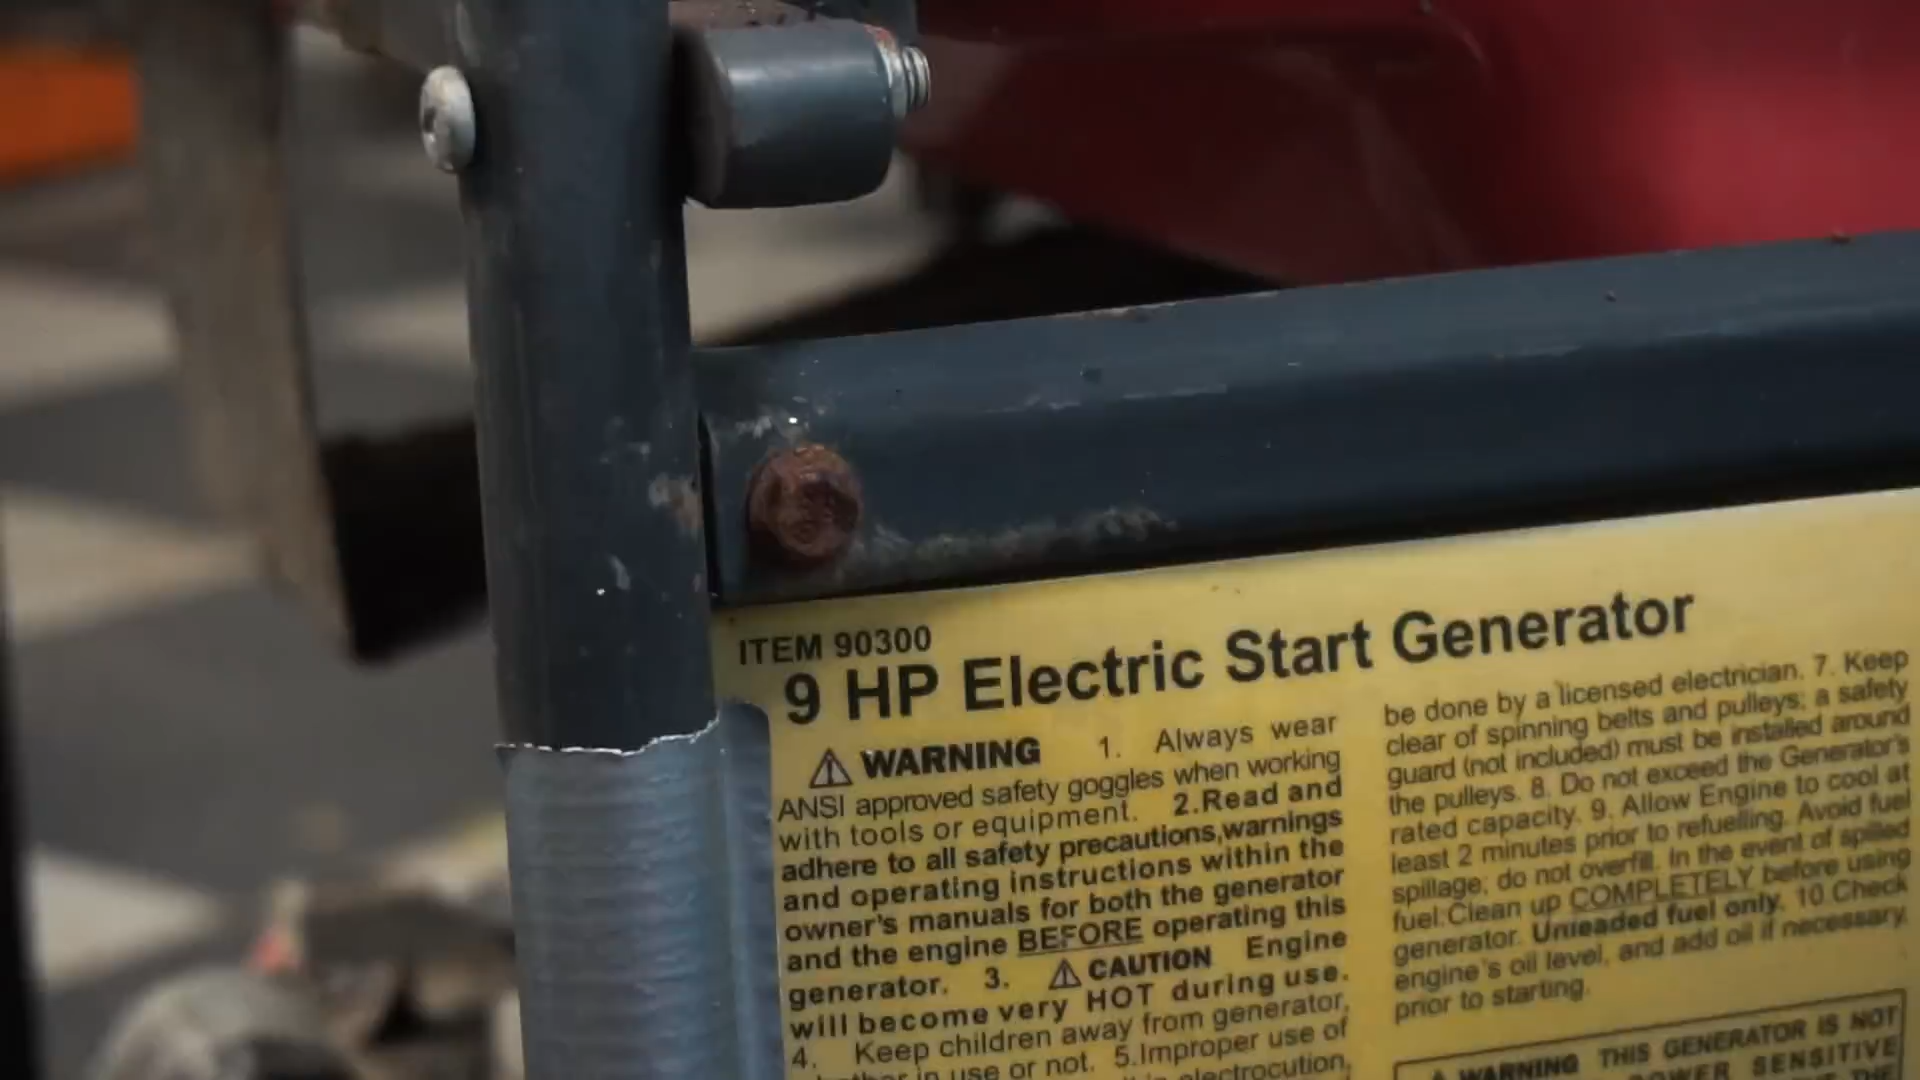 ITEM 90300
9 HP Electric Start Generator
WARNING 1. Always wear
ANSI approved safety goggles when working
with tools or equipment. 2.Read and
adhere to all safety precautions,warnings
and operating instructions within the
owner's manuals for both the generator
and the engine BEFORE operating this
generator. 3. CAUTION Engine
will become very HOT during use.
4. Keep children away from generator,
in use or not. 5.Improper use of
electrocution,
be done by a licensed electrician. 7. Keep
clear of spinning belts and pulleys; a safety
guard (not included) must be installed around
the pulleys. 8. Do not exceed the Generator's
rated capacity. 9. Allow Engine to cool at
least 2 minutes prior to refuelling. Avoid fuel
spillage; do not overfill. In the event of spilled
fuel:Clean up COMPLETELY before using
generator. Unleaded fuel only. 10.Check
engine's oil level, and add oil if necessary,
prior to starting.
WARNING THIS GENERATOR IS NOT
POWER SENSITIVE
THE